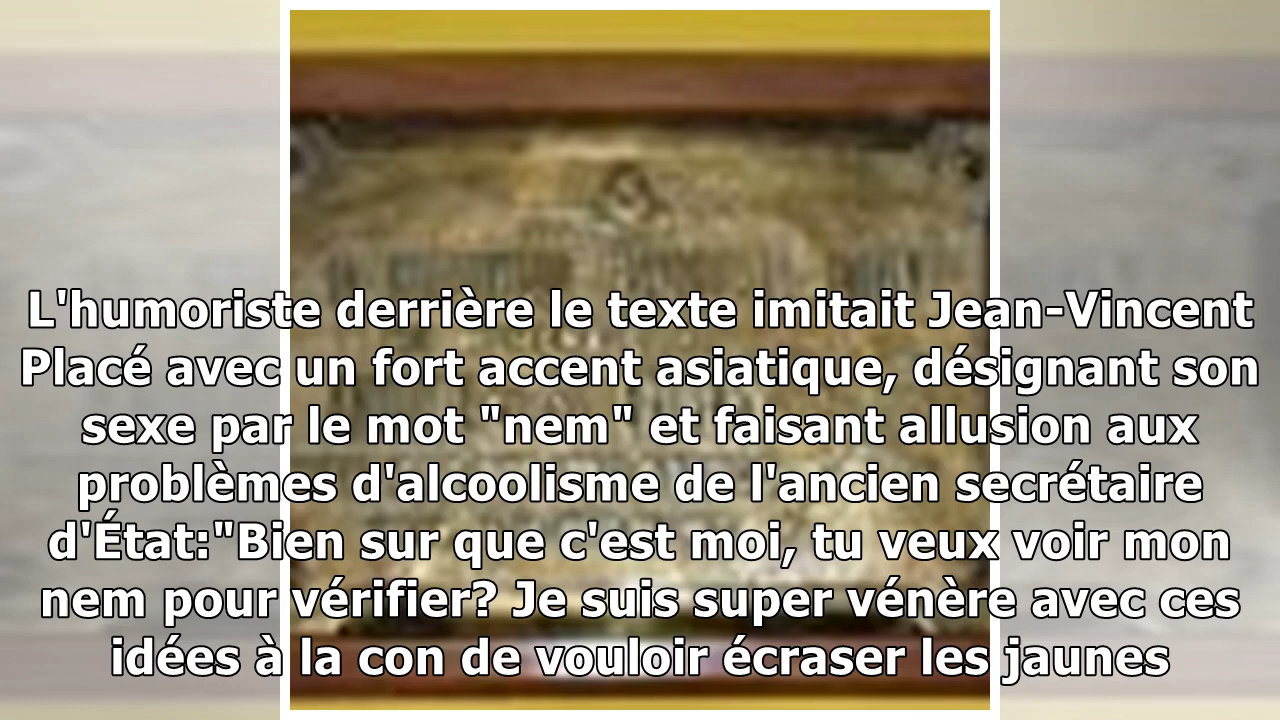 L'humoriste derrière le texte imitait Jean-Vincent
Placé avec un fort accent asiatique, désignant son
sexe par le mot "nem" et faisant allusion aux
problèmes d'alcoolisme de l'ancien secrétaire
d'État:"Bien sur que c'est moi, tu veux voir mon
nem pour vérifier? Je suis super vénère avec ces
idées à la con de vouloir écraser les jaunes